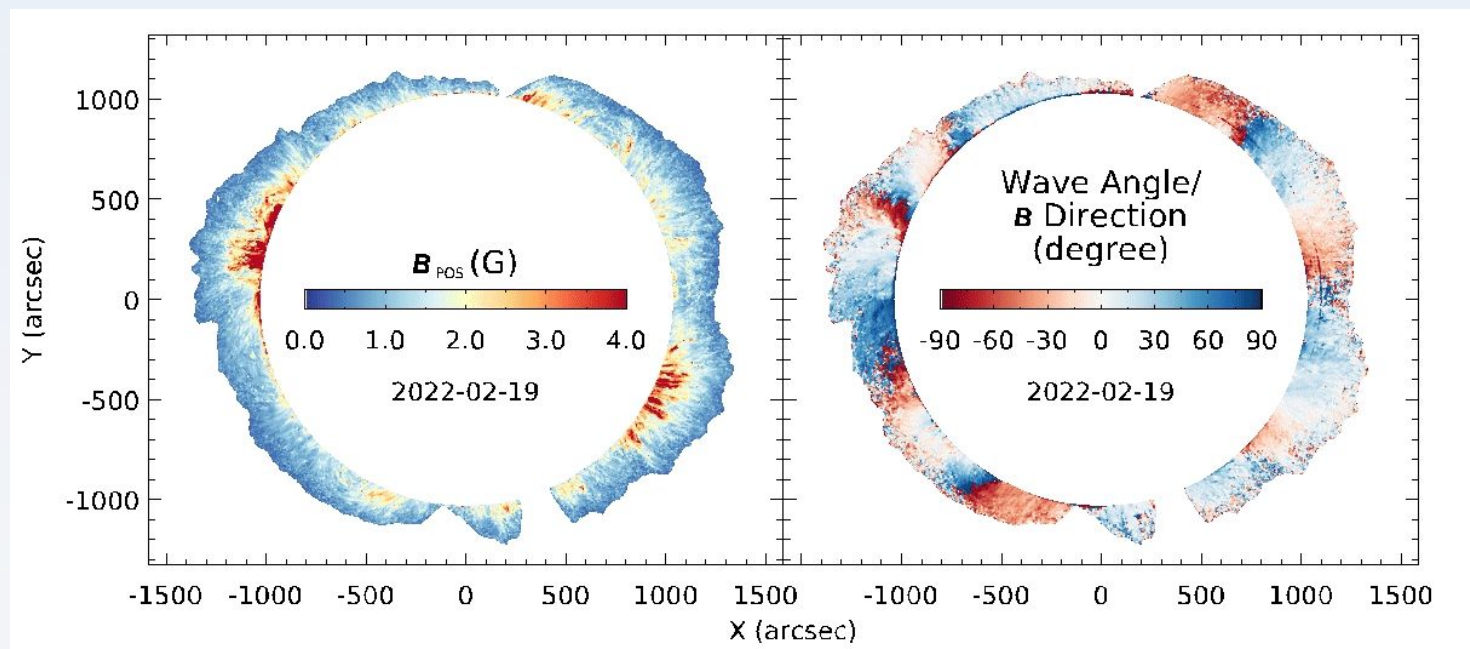 1000
500
0
-500
-1000
Y (arcsec)
B POS (G)
0.0 1.0 2.0 3.0 4.0
2022-02-19
-1500 -1000 -500 0 500 1000 1500
Wave Angle/
B Direction
(degree)
-90 -60 -30 0 30 60 90
2022-02-19
-1000 -500 0 500 1000 1500
X (arcsec)